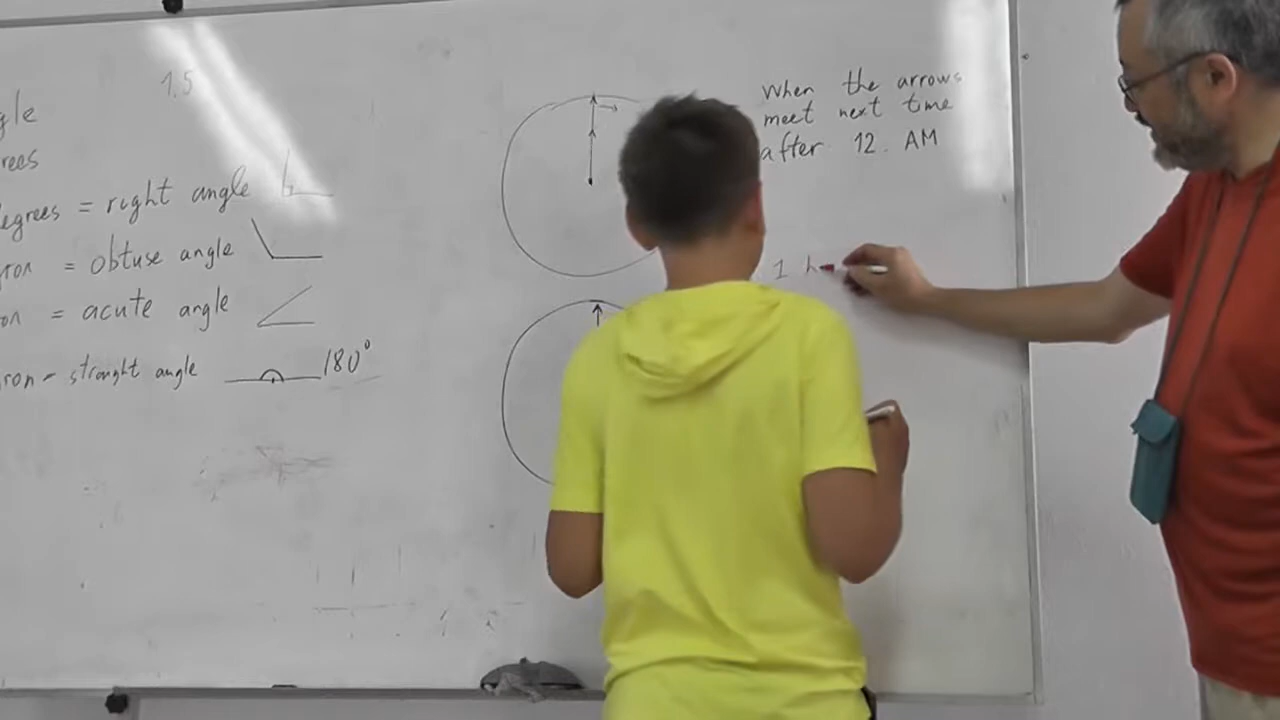 1.5
gle
rees
egrees = right angle
ron = obtuse angle
on = acute angle
ron - straight angle 180°
When the arrows
meet next time
after 12. AM
1 h